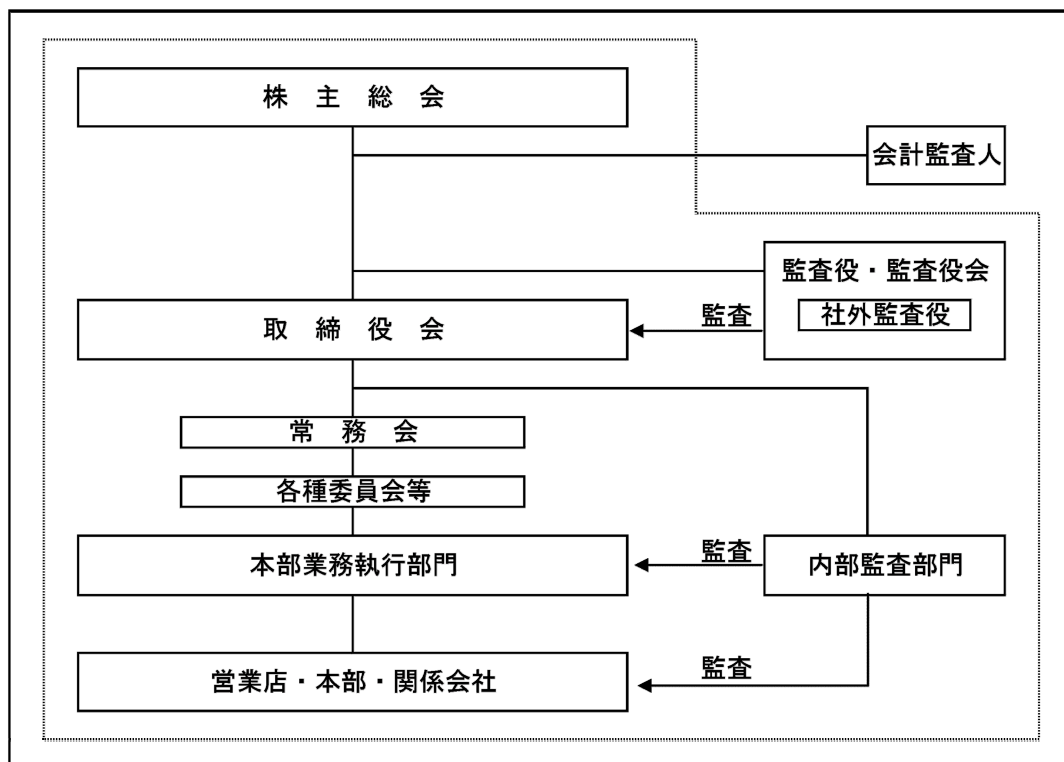 株　主　総　会
会計監査人
監査役・監査役会
社外監査役
監査
取　締　役　会
常　務　会
各種委員会等
本部業務執行部門
監査
内部監査部門
監査
営業店・本部・関係会社